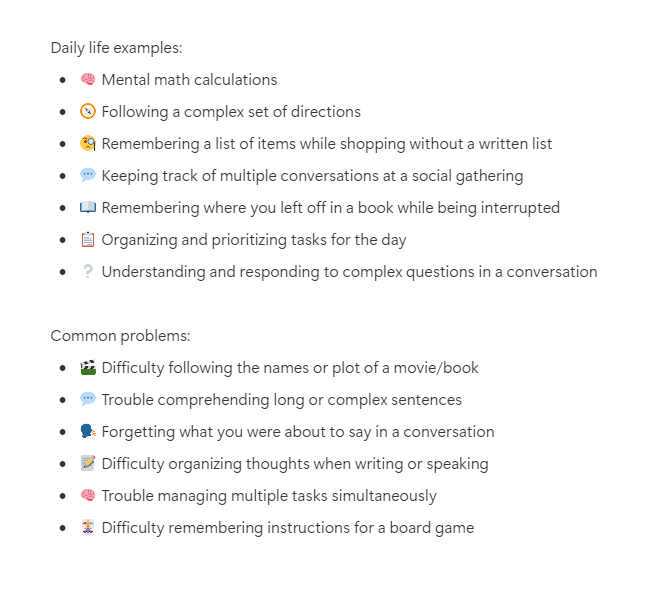 Daily life examples:
• 🧠 Mental math calculations
• 🧭 Following a complex set of directions
• 🧐 Remembering a list of items while shopping without a written list
• 💬 Keeping track of multiple conversations at a social gathering
• 📖 Remembering where you left off in a book while being interrupted
• 📋 Organizing and prioritizing tasks for the day
• ❔ Understanding and responding to complex questions in a conversation
Common problems:
• 🎬 Difficulty following the names or plot of a movie/book
• 💬 Trouble comprehending long or complex sentences
• 🗣️ Forgetting what you were about to say in a conversation
• 📝 Difficulty organizing thoughts when writing or speaking
• 🧠 Trouble managing multiple tasks simultaneously
• 🃏 Difficulty remembering instructions for a board game